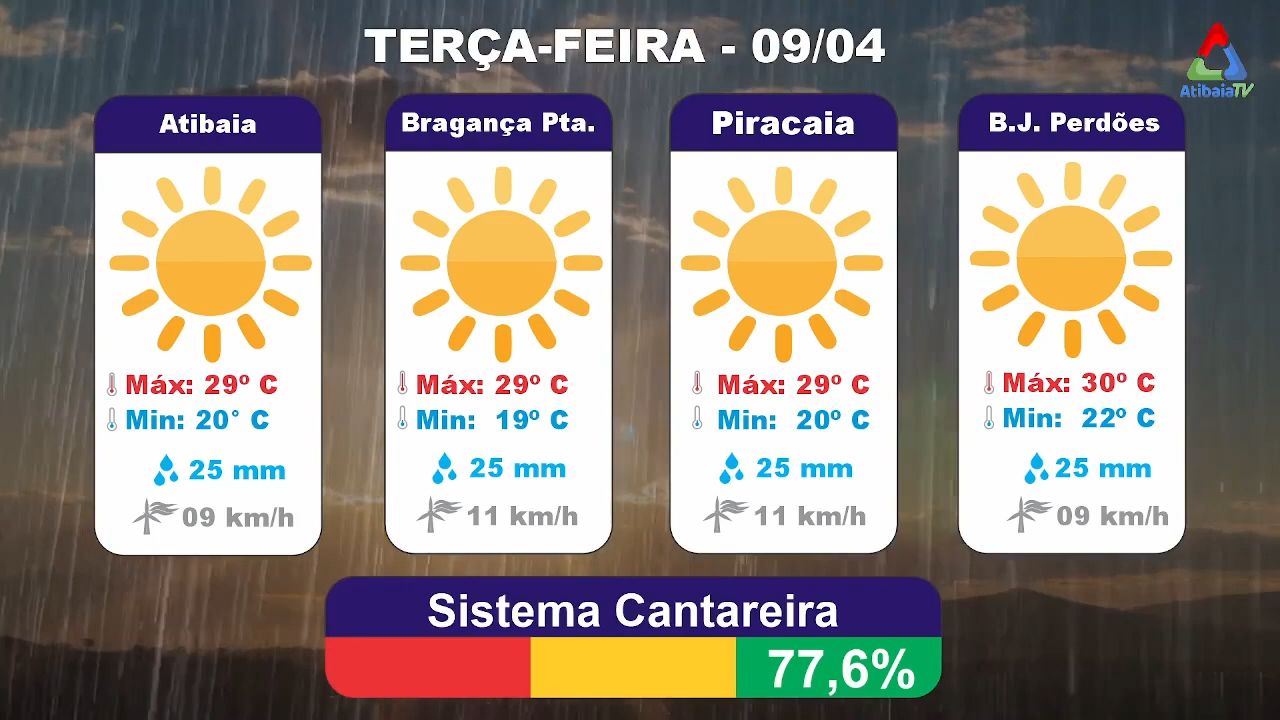 TERÇA-FEIRA - 09/04
AtibaiaTV
Atibaia
Máx: 29º C
Min: 20° C
25 mm
09 km/h
Bragança Pta.
Máx: 29º C
Min: 19º C
25 mm
11 km/h
Piracaia
Máx: 29º C
Min: 20º C
25 mm
11 km/h
B.J. Perdões
Máx: 30º C
Min: 22º C
25 mm
09 km/h
Sistema Cantareira
77,6%